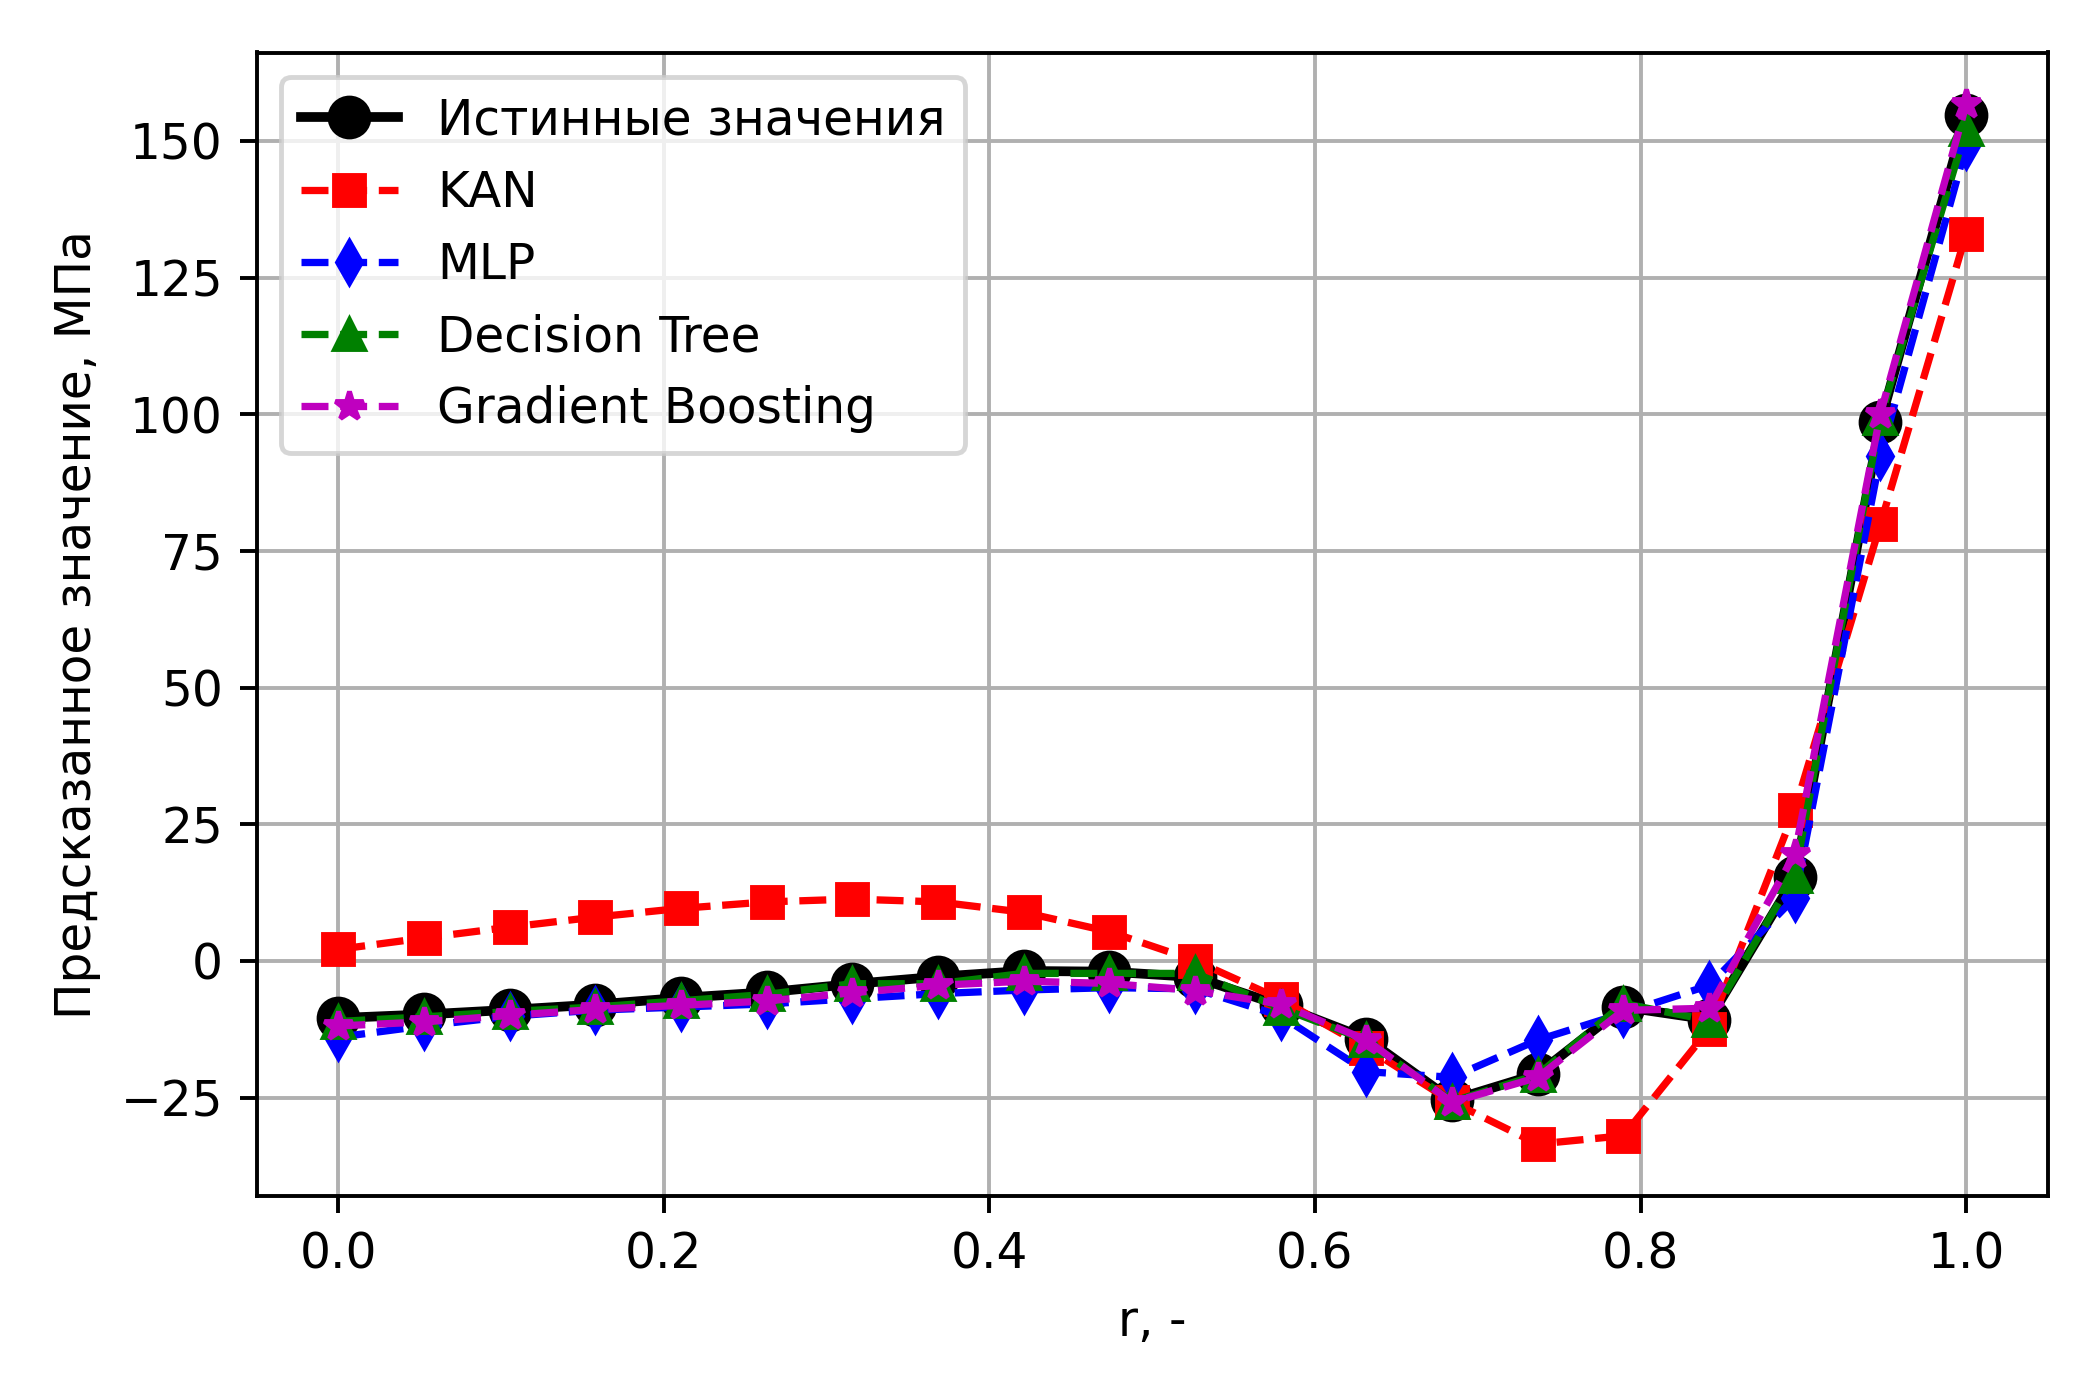 Истинные значения
KAN
MLP
Decision Tree
Gradient Boosting
Предсказанное значение, МПа
150
125
100
75
50
25
0
−25
0.0 0.2 0.4 0.6 0.8 1.0
r, -